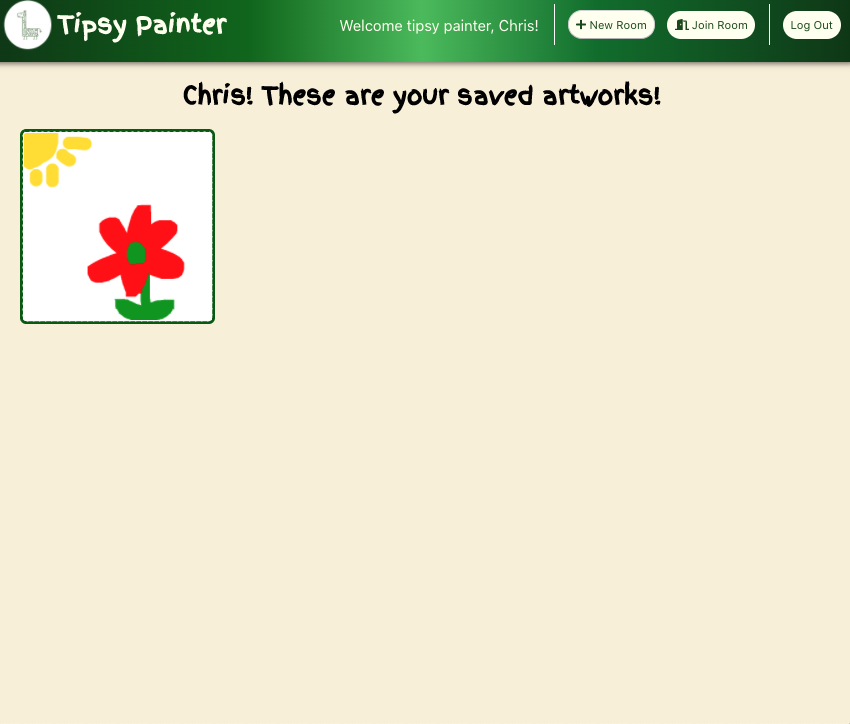 Tipsy Painter
Welcome tipsy painter, Chris!
New Room
Join Room
Log Out
Chris! These are your saved artworks!